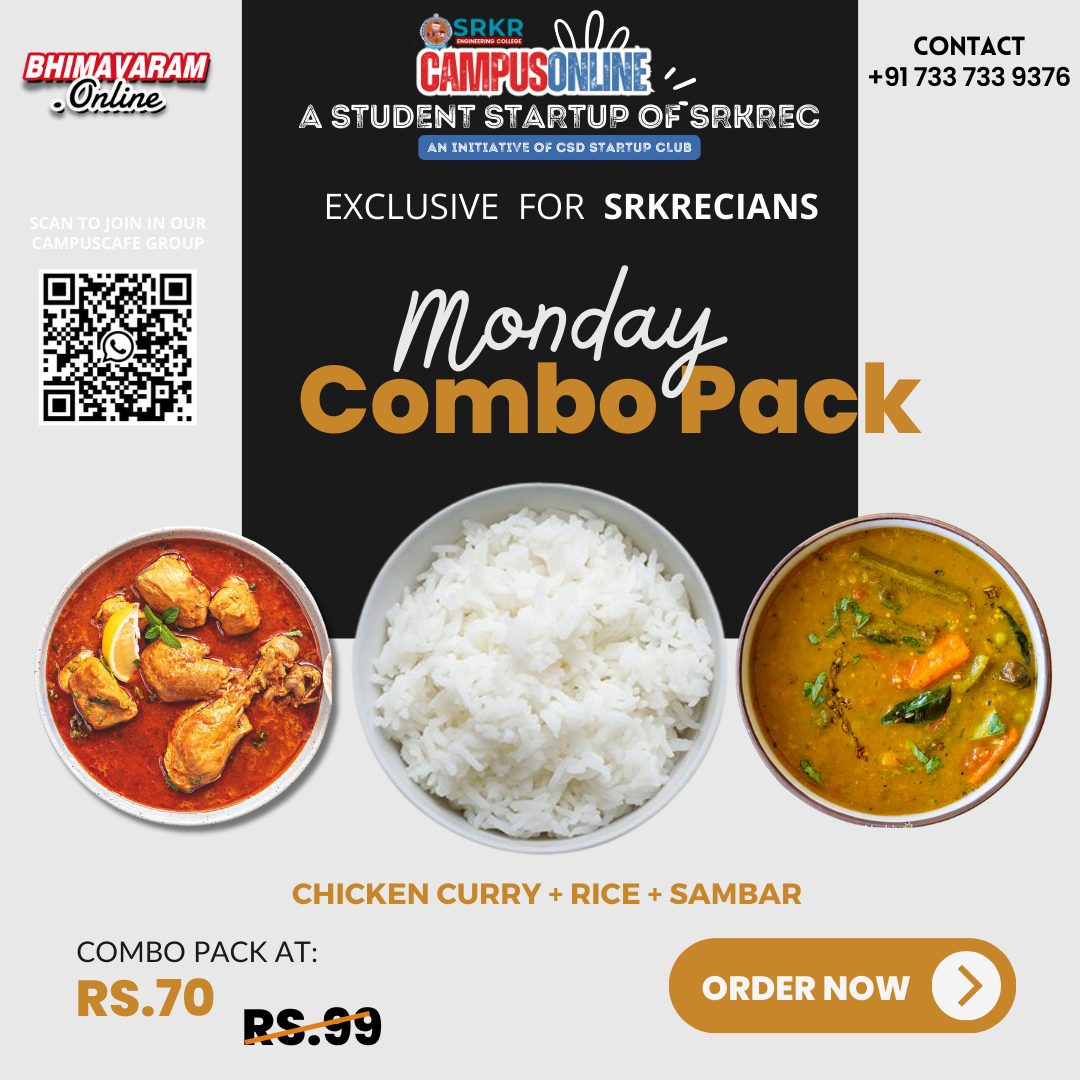 BHIMAVARAM
.Online
SRKR
ENGINEERING COLLEGE
CAMPUSONLINE
A STUDENT STARTUP OF SRKREC
AN INITIATIVE OF CSD STARTUP CLUB
CONTACT
+91 733 733 9376
EXCLUSIVE FOR SRKRECIANS
SCAN TO JOIN IN OUR
CAMPUSCAFE GROUP
Monday
Combo Pack
CHICKEN CURRY + RICE + SAMBAR
COMBO PACK AT:
RS.70
RS.99
ORDER NOW